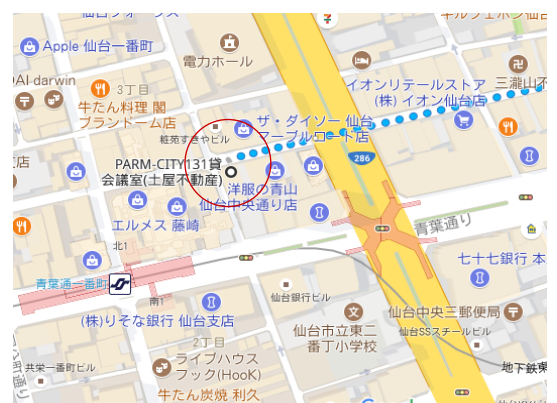 仙台フォーラス
キルフェボン仙台
Apple 仙台一番町
電力ホール
DAI darwin
3丁目
牛たん料理 閣
ブランドーム店
イオンリテールストア
(株) イオン仙台店
三瀧山不
ザ・ダイソー 仙台
マーブルロード店
店
PARM-CITY131貸
会議室(土屋不動産)
洋服の青山
仙台中央通り店
286
エルメス 藤崎
青葉通り
北1
七十七銀行 本
青葉通一番町
南1
仙台銀行ビル
(株)りそな銀行 仙台支店
仙台市立東二
番丁小学校
仙台中央三郵便局
仙台SSスチールビル
2丁目
ライブハウス
フック(HooK)
共栄一番町ビル
地下鉄東
牛たん炭焼 利久